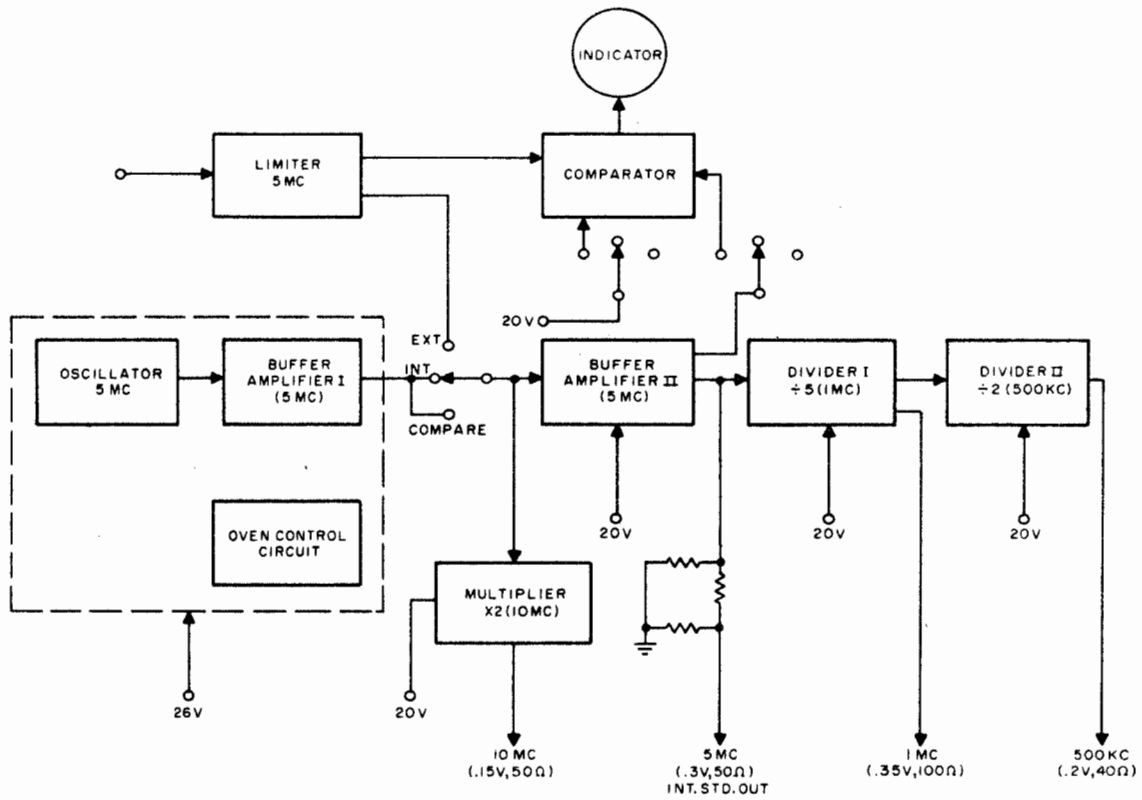 INDICATOR
LIMITER
5 MC
COMPARATOR
20V
EXT
INT
COMPARE
OSCILLATOR
5 MC
BUFFER
AMPLIFIER I
(5 MC)
BUFFER
AMPLIFIER II
(5 MC)
DIVIDER I
÷5 (1MC)
DIVIDER II
÷2 (500KC)
OVEN CONTROL
CIRCUIT
20V
20V
20V
MULTIPLIER
X2 (10MC)
26V
20V
10 MC
(.15V,50Ω)
5 MC
(.3V,50Ω)
INT.STD.OUT
1 MC
(.35V,100Ω)
500KC
(.2V,40Ω)